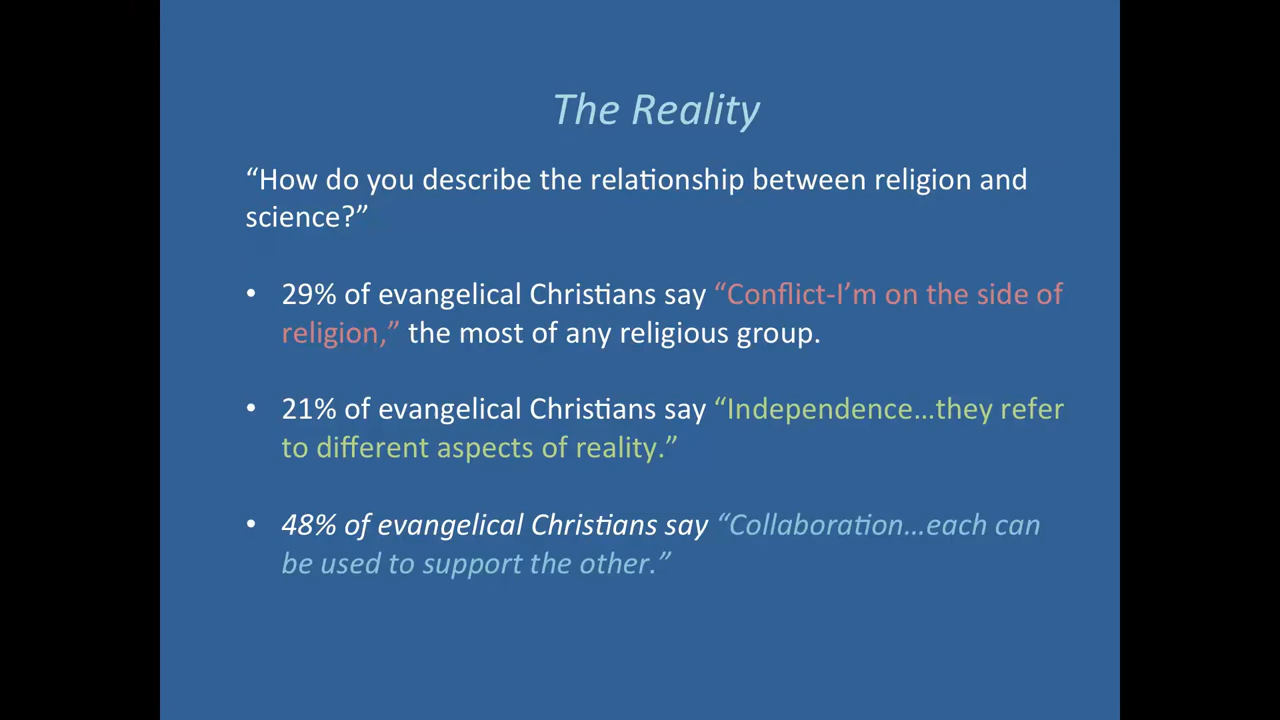 The Reality
“How do you describe the relationship between religion and
science?”
• 29% of evangelical Christians say “Conflict-I’m on the side of
religion,” the most of any religious group.
• 21% of evangelical Christians say “Independence…they refer
to different aspects of reality.”
• 48% of evangelical Christians say “Collaboration…each can
be used to support the other.”